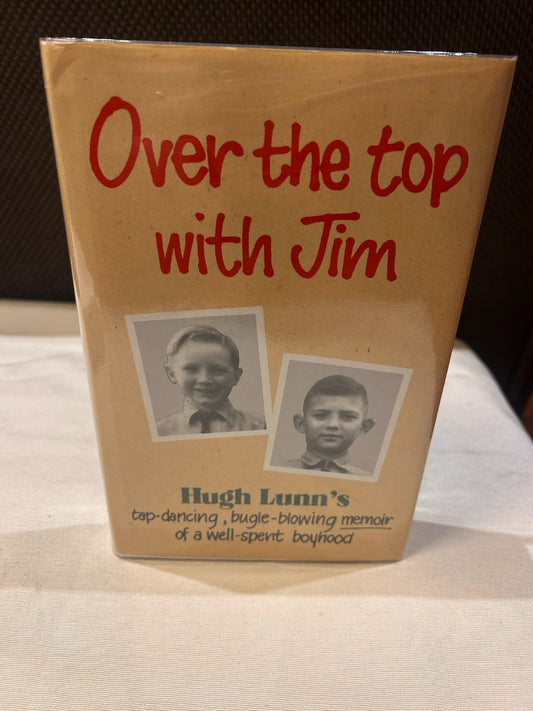 Over the top
with Jim
Hugh Lunn's
tap-dancing, bugle-blowing memoir
of a well-spent boyhood